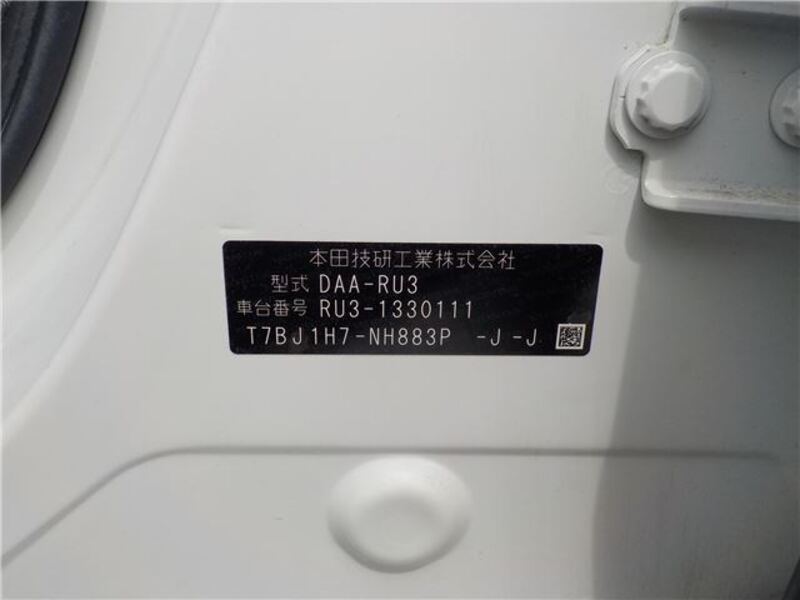 本田技研工業株式会社
型式 DAA-RU3
車台番号 RU3-1330111
T7BJ1H7-NH883P -J -J